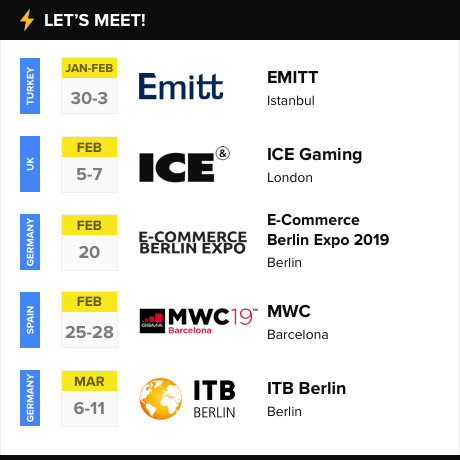 LET'S MEET!
TURKEY
JAN-FEB
30-3
Emitt
EMITT
Istanbul
UK
FEB
5-7
ICE &
ICE Gaming
London
GERMANY
FEB
20
E-COMMERCE
BERLIN EXPO
E-Commerce
Berlin Expo 2019
Berlin
SPAIN
FEB
25-28
GSMA MWC19™
Barcelona
MWC
Barcelona
GERMANY
MAR
6-11
ITB
BERLIN
ITB Berlin
Berlin